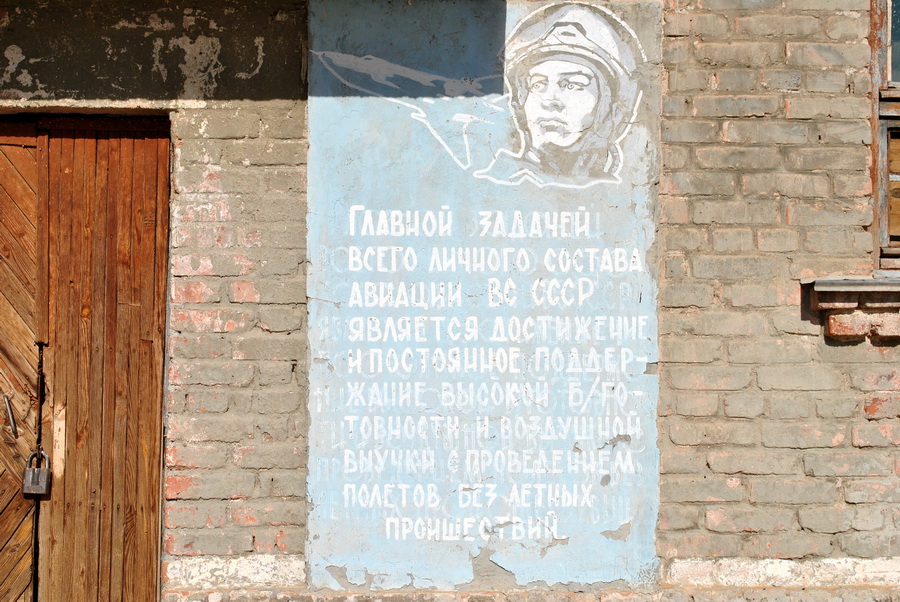 Главной задачей
всего личного состава
авиации ВС СССР
является достижение
и постоянное поддер-
жание высокой б/го-
товности и воздушной
выучки с проведением
полетов без летных
проишествий